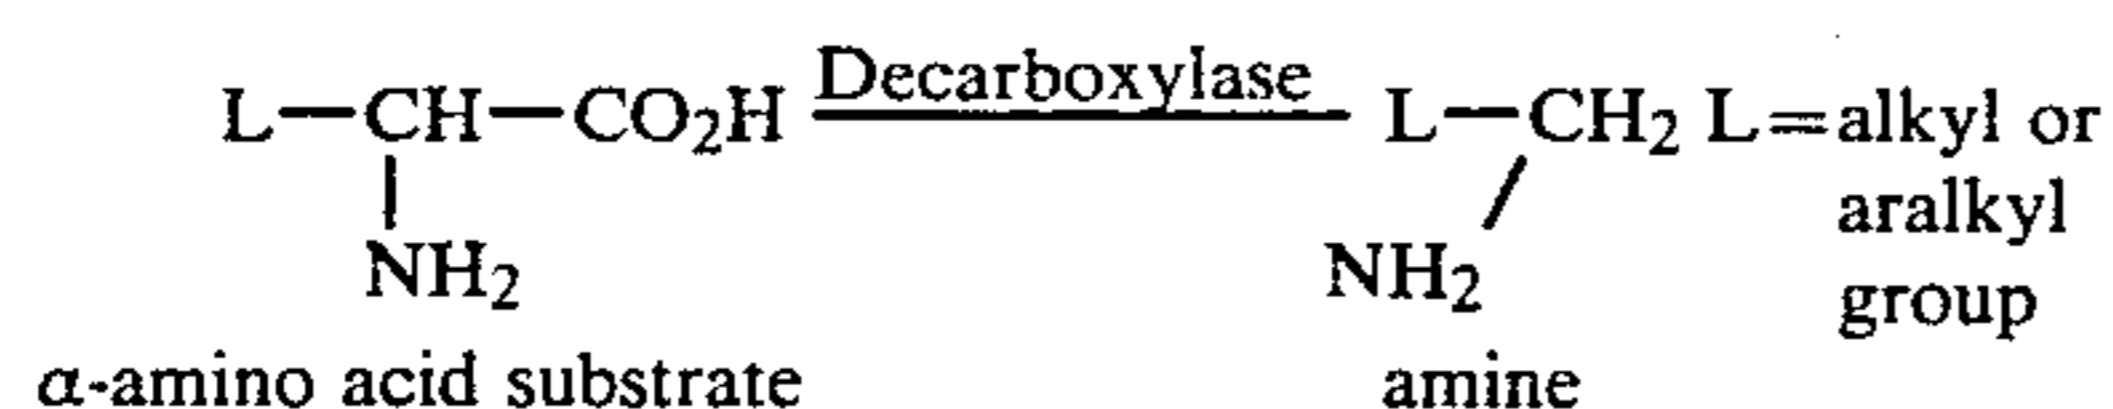 Decarboxylase
L—CH—CO₂H L—CH₂ L=alkyl or
aralkyl
NH₂ NH₂ group
α-amino acid substrate amine